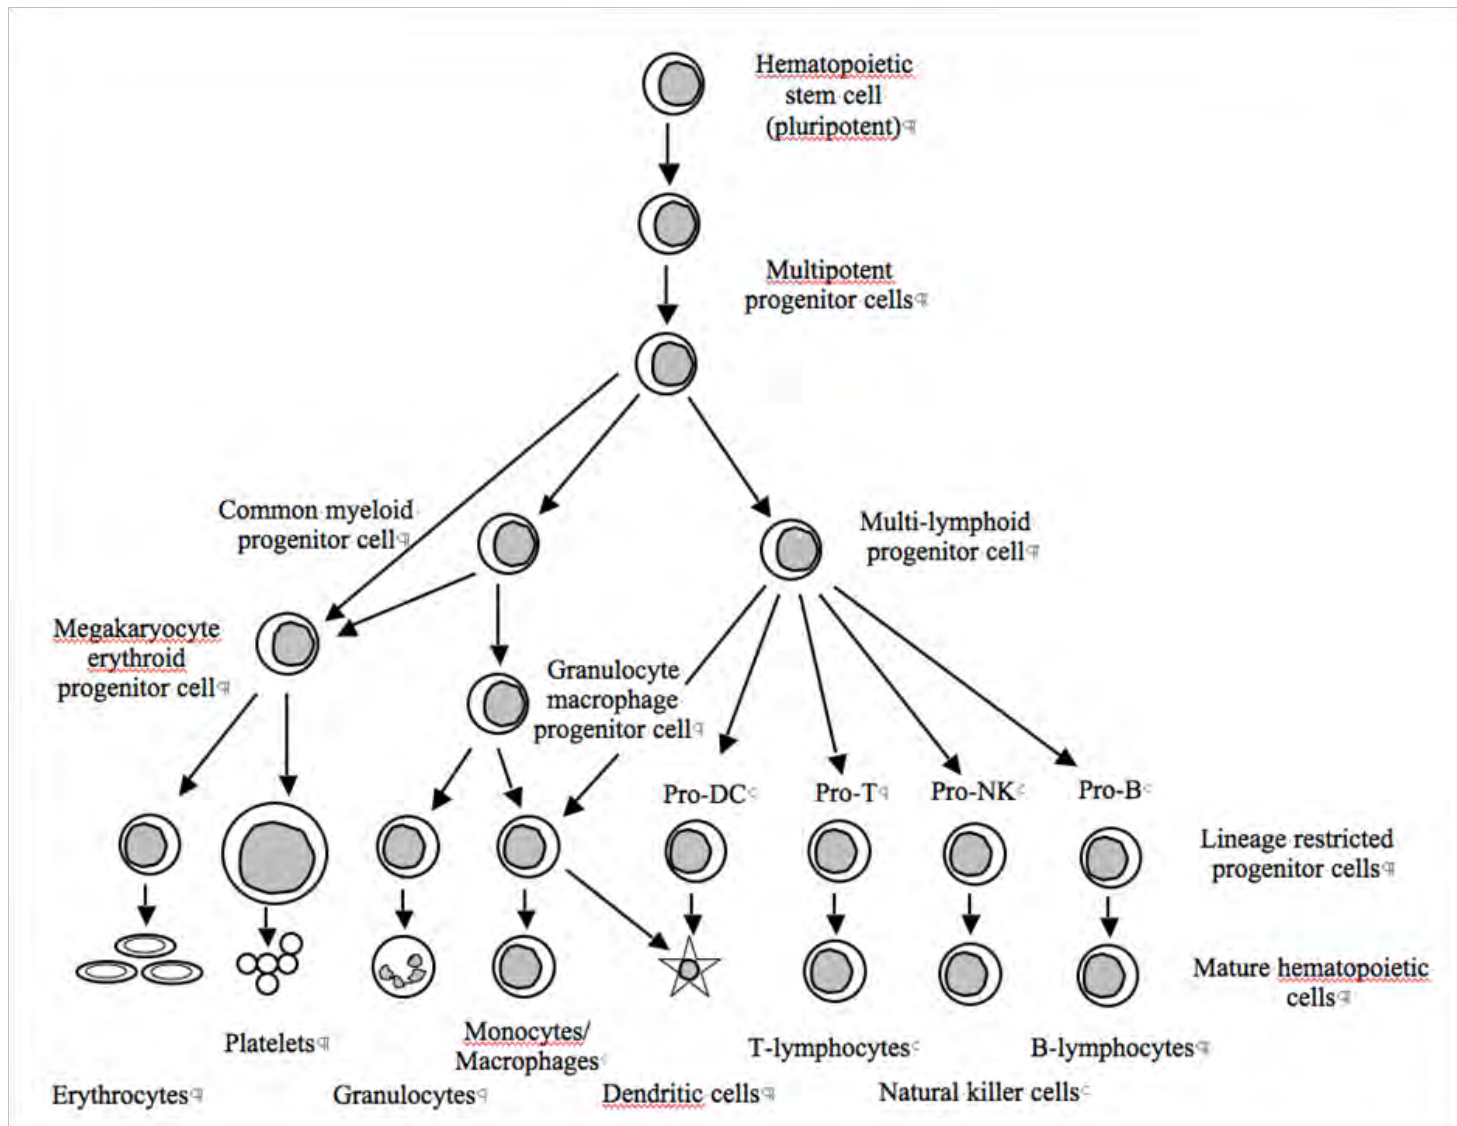 Hematopoietic
stem cell
(pluripotent)
Multipotent
progenitor cells
Common myeloid
progenitor cell
Multi-lymphoid
progenitor cell
Megakaryocyte
erythroid
progenitor cell
Granulocyte
macrophage
progenitor cell
Pro-DC
Pro-T
Pro-NK
Pro-B
Lineage restricted
progenitor cells
Mature hematopoietic
cells
Platelets
Monocytes/
Macrophages
T-lymphocytes
B-lymphocytes
Erythrocytes
Granulocytes
Dendritic cells
Natural killer cells